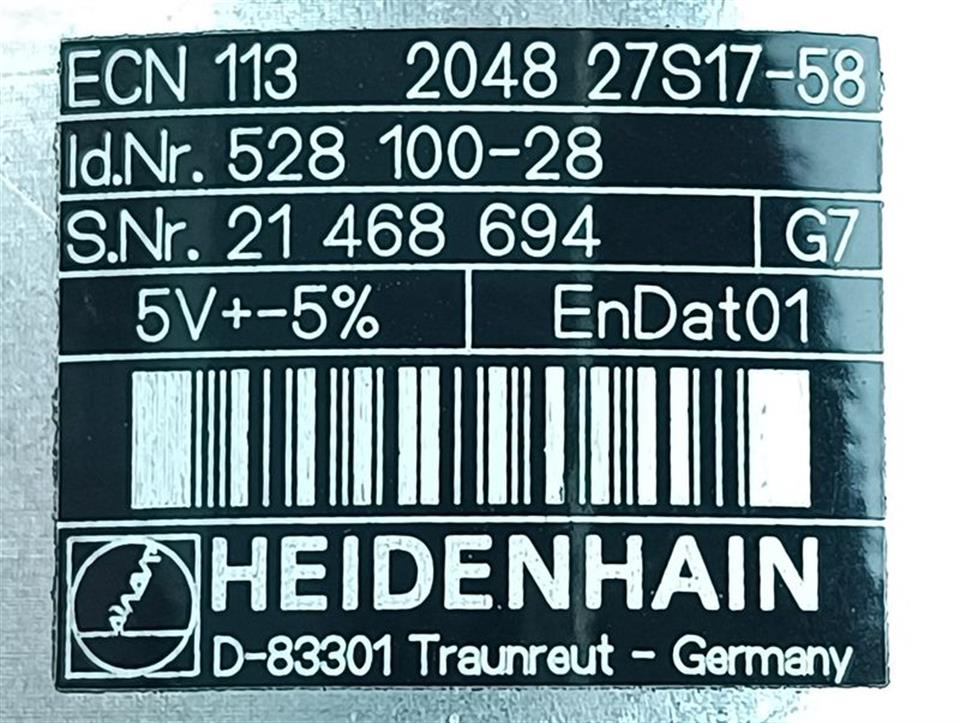 ECN 113 2048 27S17-58
Id.Nr. 528 100-28
S.Nr. 21 468 694 G7
5V+-5% EnDat01
HEIDENHAIN
D-83301 Traunreut - Germany